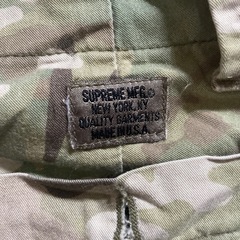 SUPREME MFG.®
NEW YORK, NY
QUALITY GARMENTS
MADE IN U.S.A.